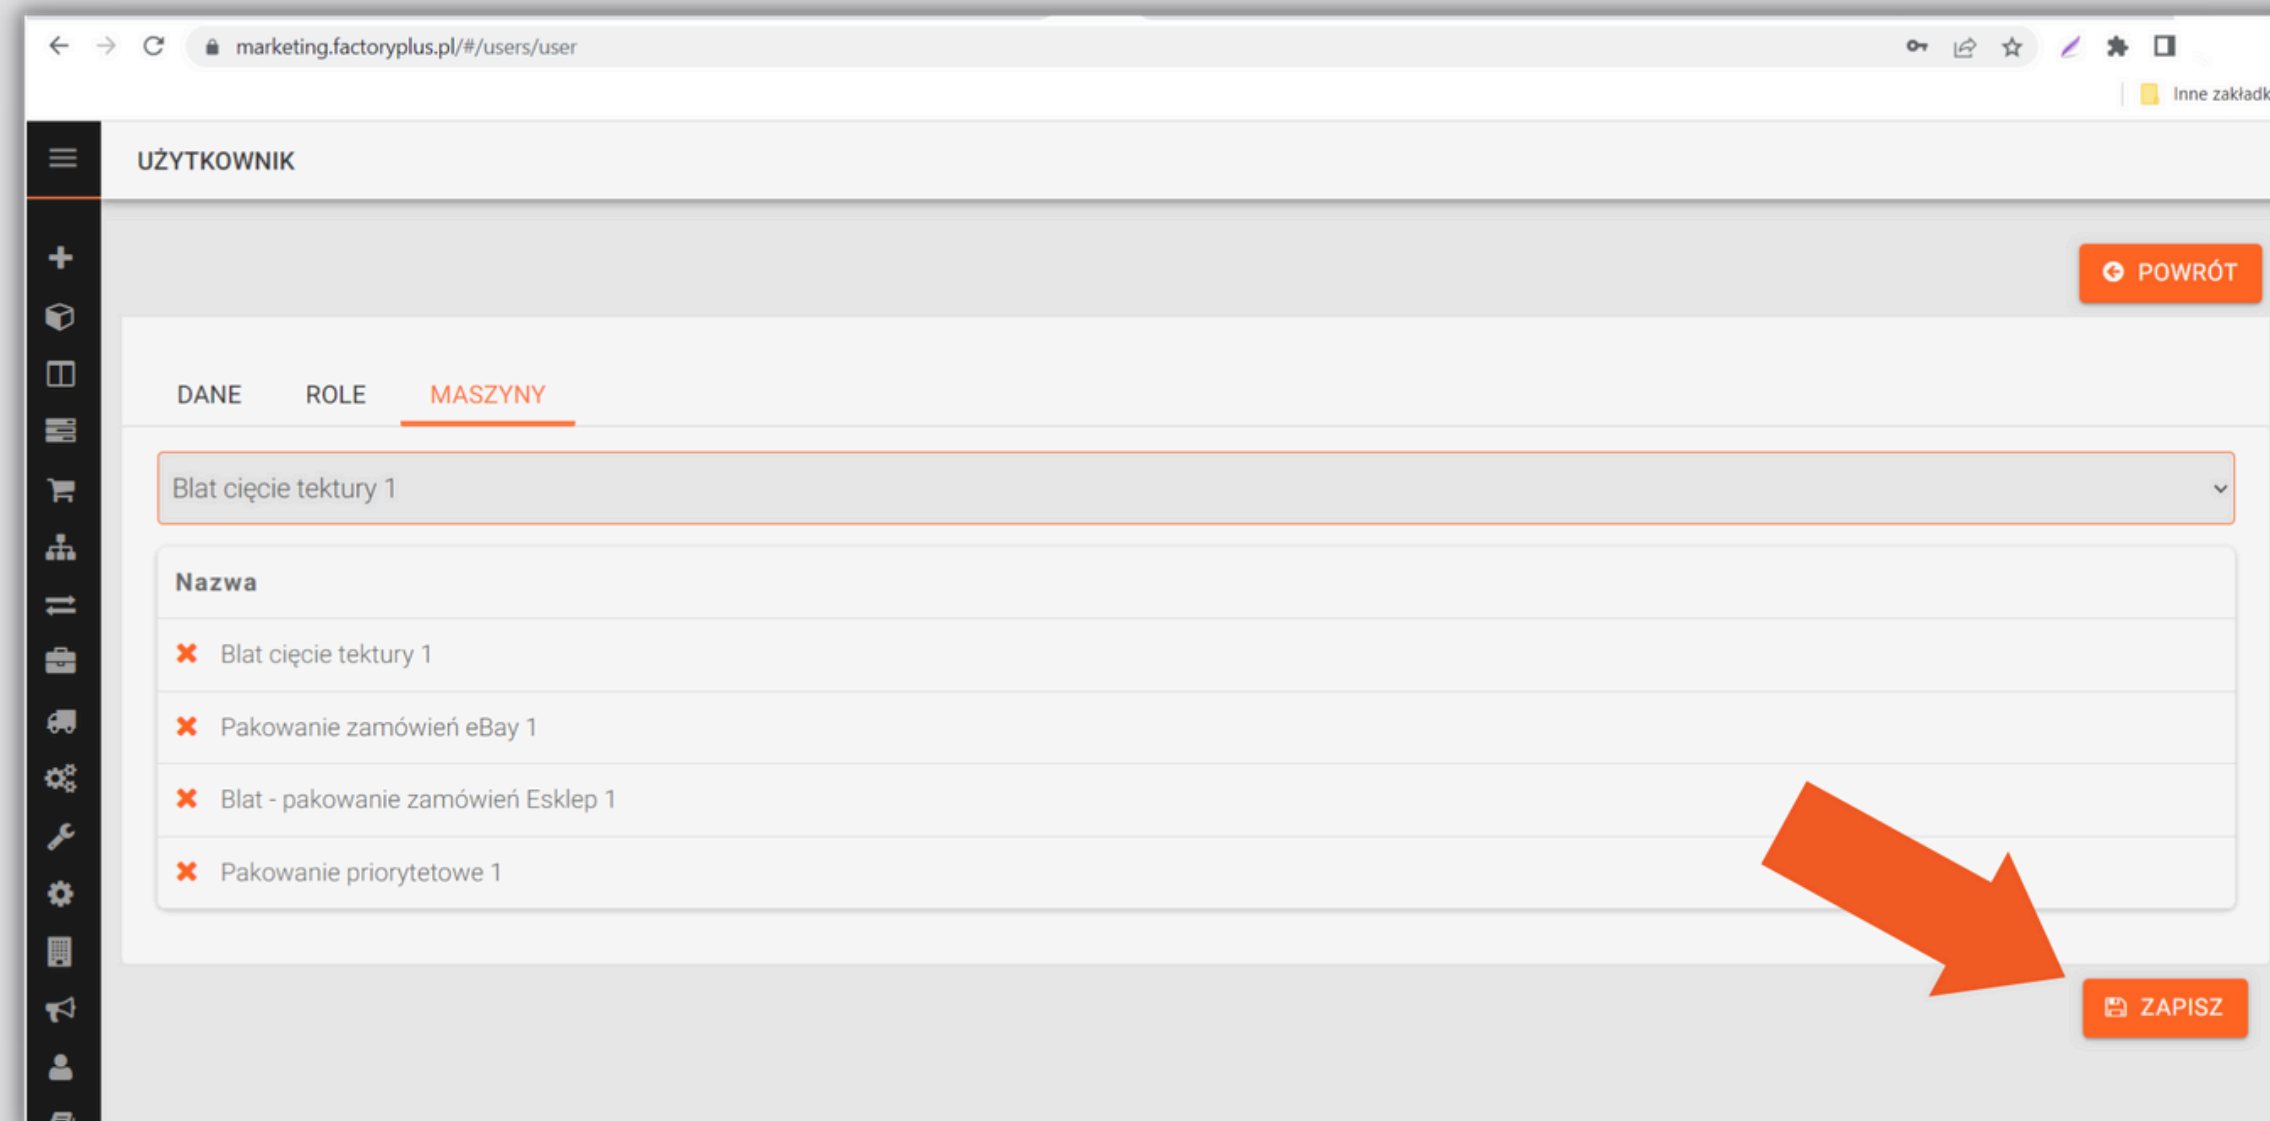 marketing.factoryplus.pl/#/users/user
Inne zakładk
UŻYTKOWNIK
POWRÓT
DANE ROLE MASZYNY
Blat cięcie tektury 1
Nazwa
Blat cięcie tektury 1
Pakowanie zamówień eBay 1
Blat - pakowanie zamówień Esklep 1
Pakowanie priorytetowe 1
ZAPISZ